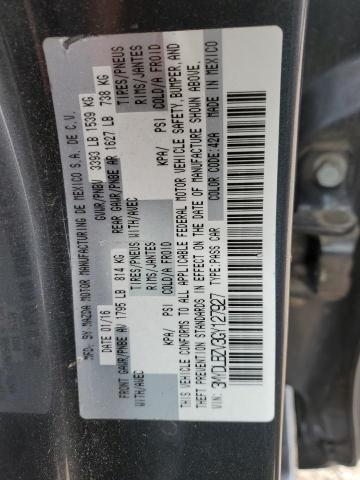 MFG. BY MAZDA MOTOR MANUFACTURING DE MEXICO S.A. DE C.V.
01/16 GWVR/PNBV 3393 LB 1539 KG
FRONT GAWR/PNBE AV 1795 LB 814 KG REAR GAWR/PNBE AR 1627 LB 738 KG
WITH/AVEC TIRES/PNEUS WITH/AVEC TIRES/PNEUS
RIMS/JANTES RIMS/JANTES
KPA/ PSI COLD/A FROID KPA/ PSI COLD/A FROID
THIS VEHICLE CONFORMS TO ALL APPLICABLE FEDERAL MOTOR VEHICLE SAFETY, BUMPER, AND
THEFT PREVENTION STANDARDS IN EFFECT ON THE DATE OF MANUFACTURE SHOWN ABOVE.
MADE IN MEXICO
VIN: 3MYDLBZV3GY127927 TYPE: PASS CAR COLOR CODE: 42A